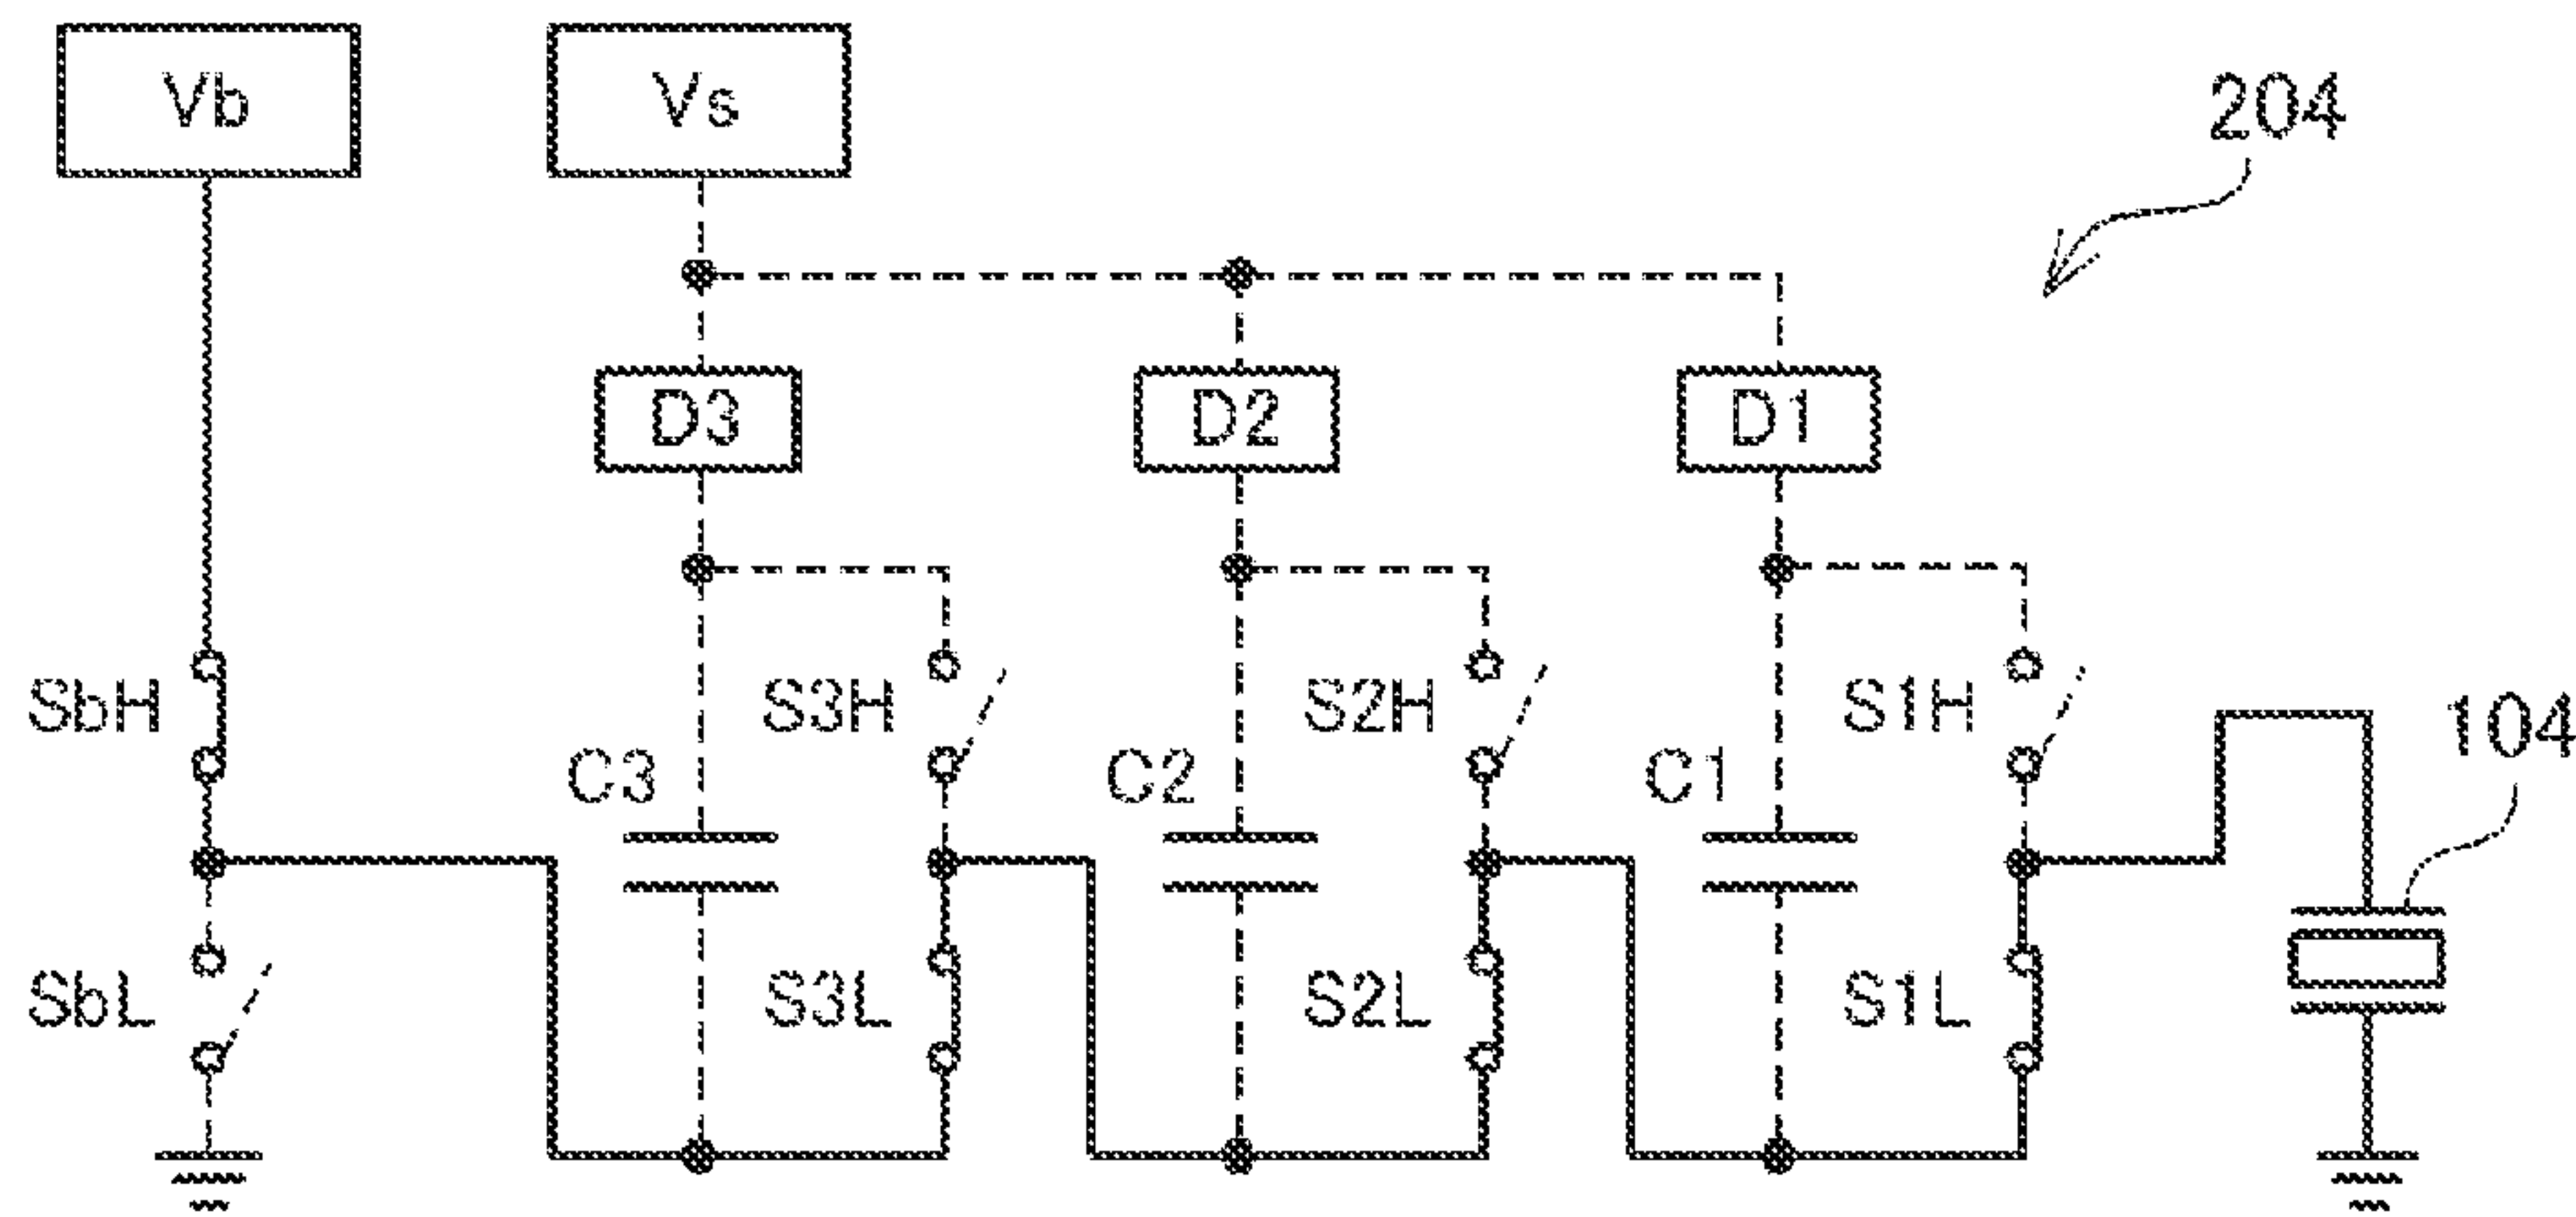 Vb
Vs
204
D3
D2
D1
SbH
S3H
S2H
S1H
104
C3
C2
C1
SbL
S3L
S2L
S1L